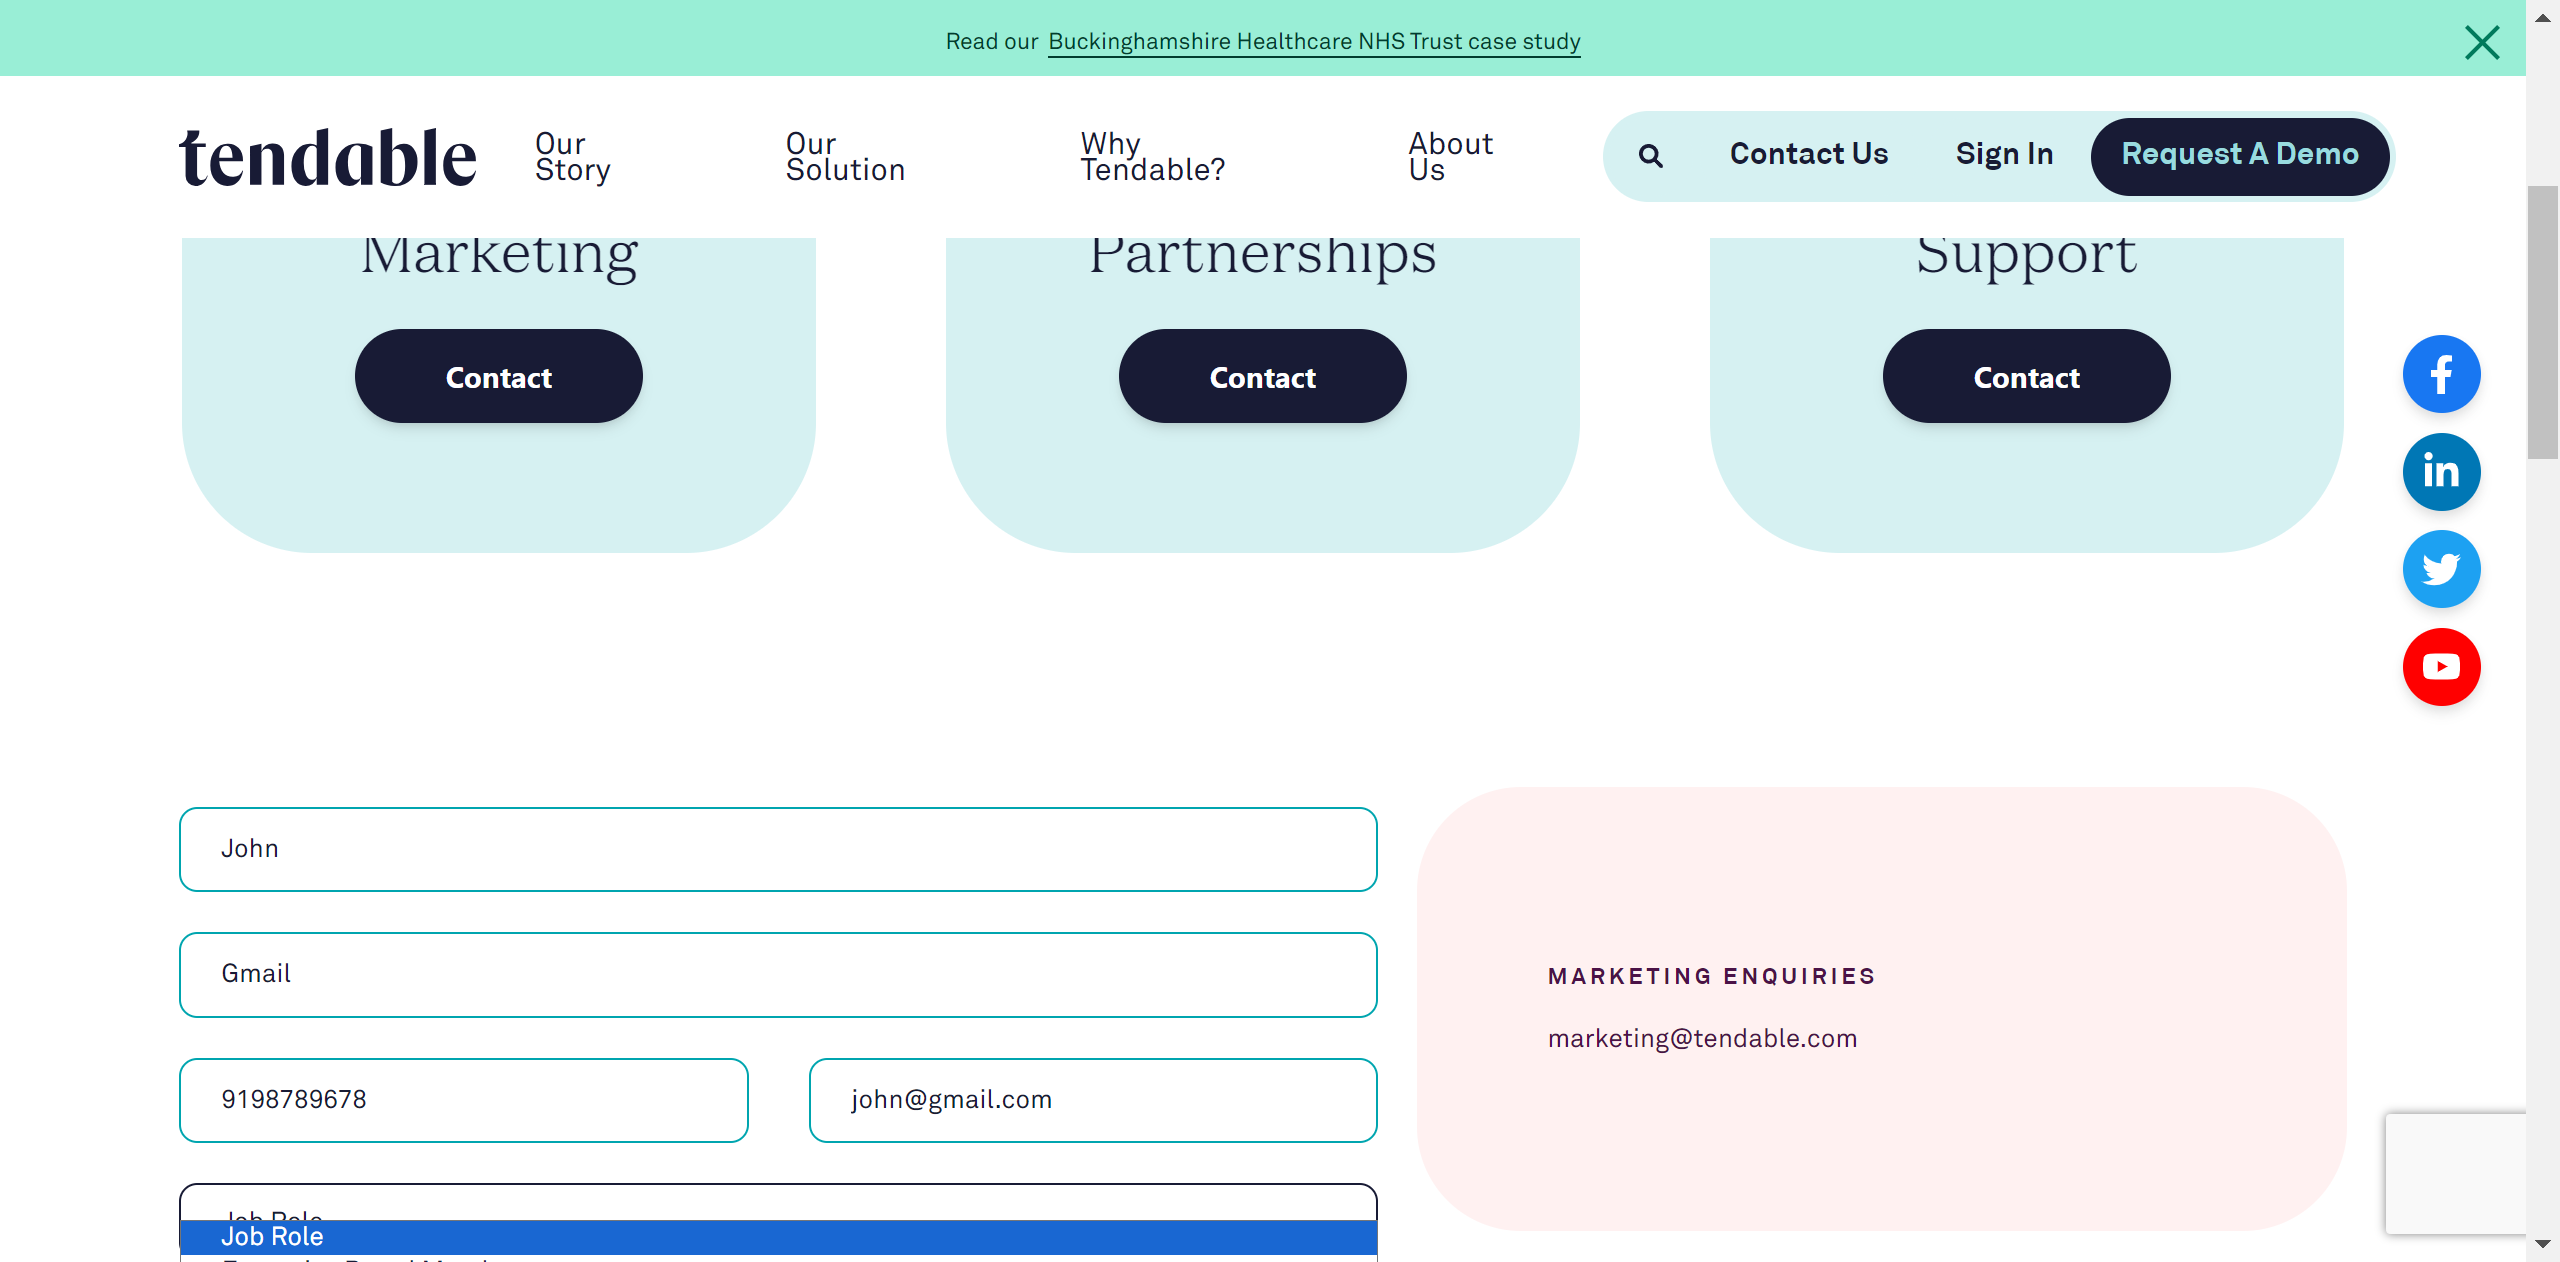 Read our Buckinghamshire Healthcare NHS Trust case study
tendable
Our Story
Our Solution
Why Tendable?
About Us
Contact Us
Sign In
Request A Demo
Marketing
Partnerships
Support
Contact
Contact
Contact
John
Gmail
9198789678
john@gmail.com
Job Role
Job Role
MARKETING ENQUIRIES
marketing@tendable.com